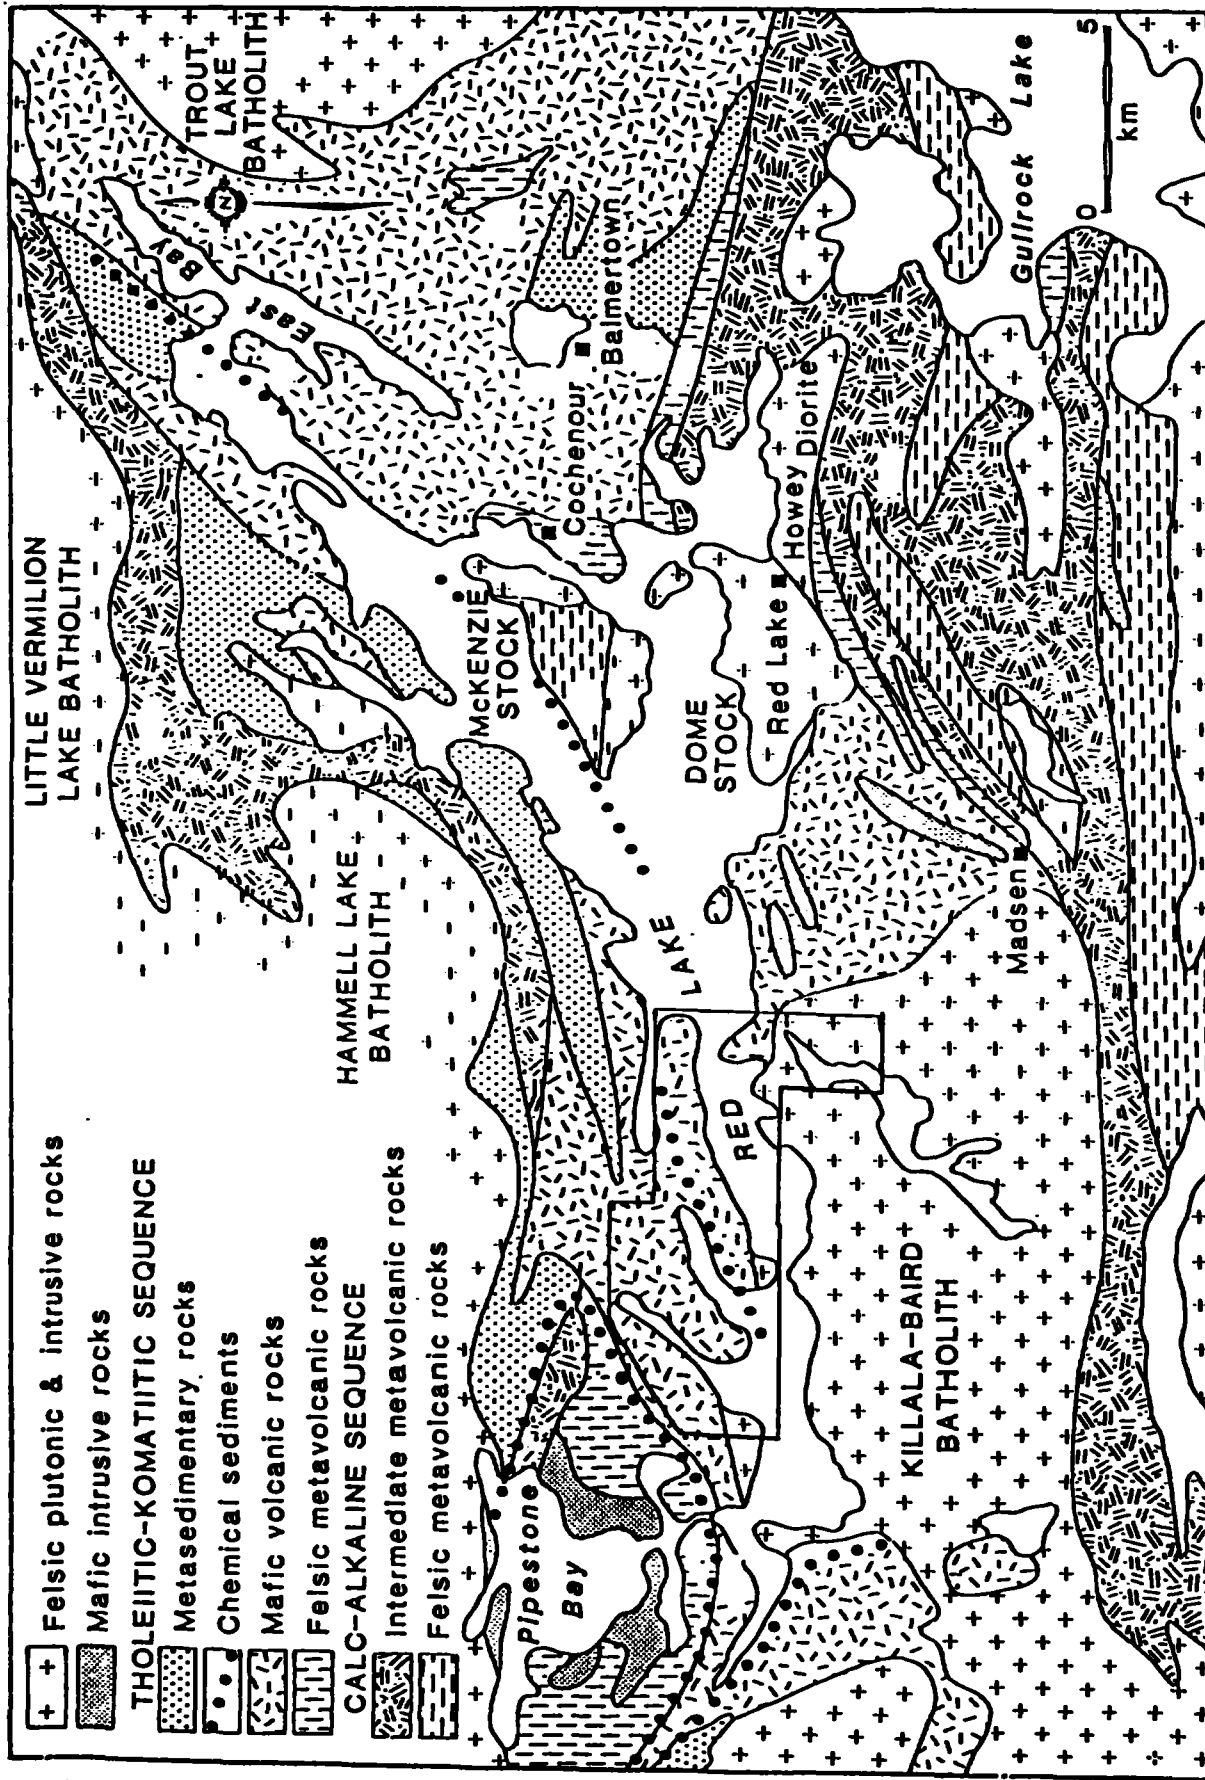 Felsic plutonic & intrusive rocks
Mafic intrusive rocks
THOLEIITIC-KOMATIITIC SEQUENCE
Metasedimentary rocks
Chemical sediments
Mafic volcanic rocks
Felsic metavolcanic rocks
CALC-ALKALINE SEQUENCE
Intermediate metavolcanic rocks
Felsic metavolcanic rocks
LITTLE VERMILION
LAKE BATHOLITH
TROUT
LAKE
BATHOLITH
N
East Bay
HAMMELL LAKE
BATHOLITH
McKENZIE
STOCK
Cochenour
Balmertown
Pipestone
Bay
RED LAKE
DOME
STOCK
Red Lake
Howey Diorite
Madsen
KILLALA-BAIRD
BATHOLITH
Gullrock Lake
0 5
km